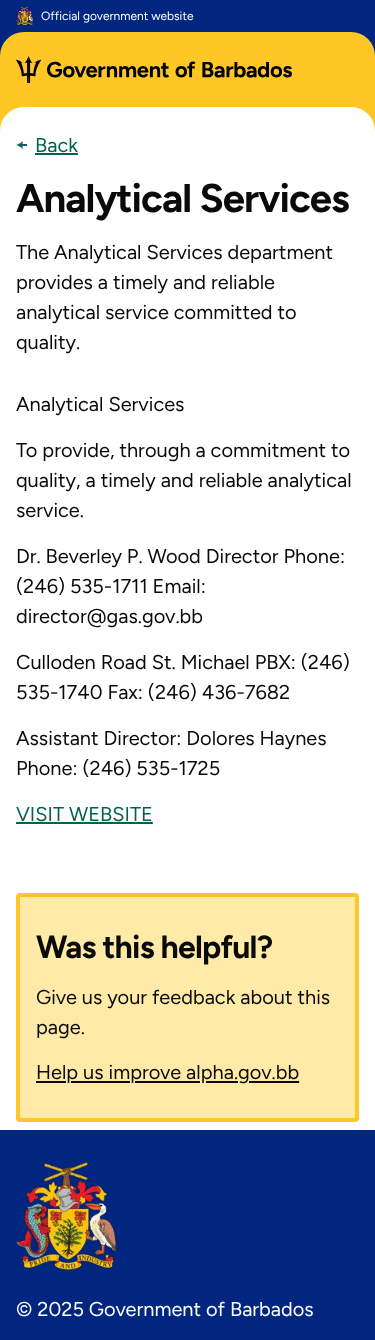 Official government website
Government of Barbados
Back
Analytical Services
The Analytical Services department
provides a timely and reliable
analytical service committed to
quality.
Analytical Services
To provide, through a commitment to
quality, a timely and reliable analytical
service.
Dr. Beverley P. Wood Director Phone:
(246) 535-1711 Email:
director@gas.gov.bb
Culloden Road St. Michael PBX: (246)
535-1740 Fax: (246) 436-7682
Assistant Director: Dolores Haynes
Phone: (246) 535-1725
VISIT WEBSITE
Was this helpful?
Give us your feedback about this
page.
Help us improve alpha.gov.bb
PRIDE AND INDUSTRY
© 2025 Government of Barbados